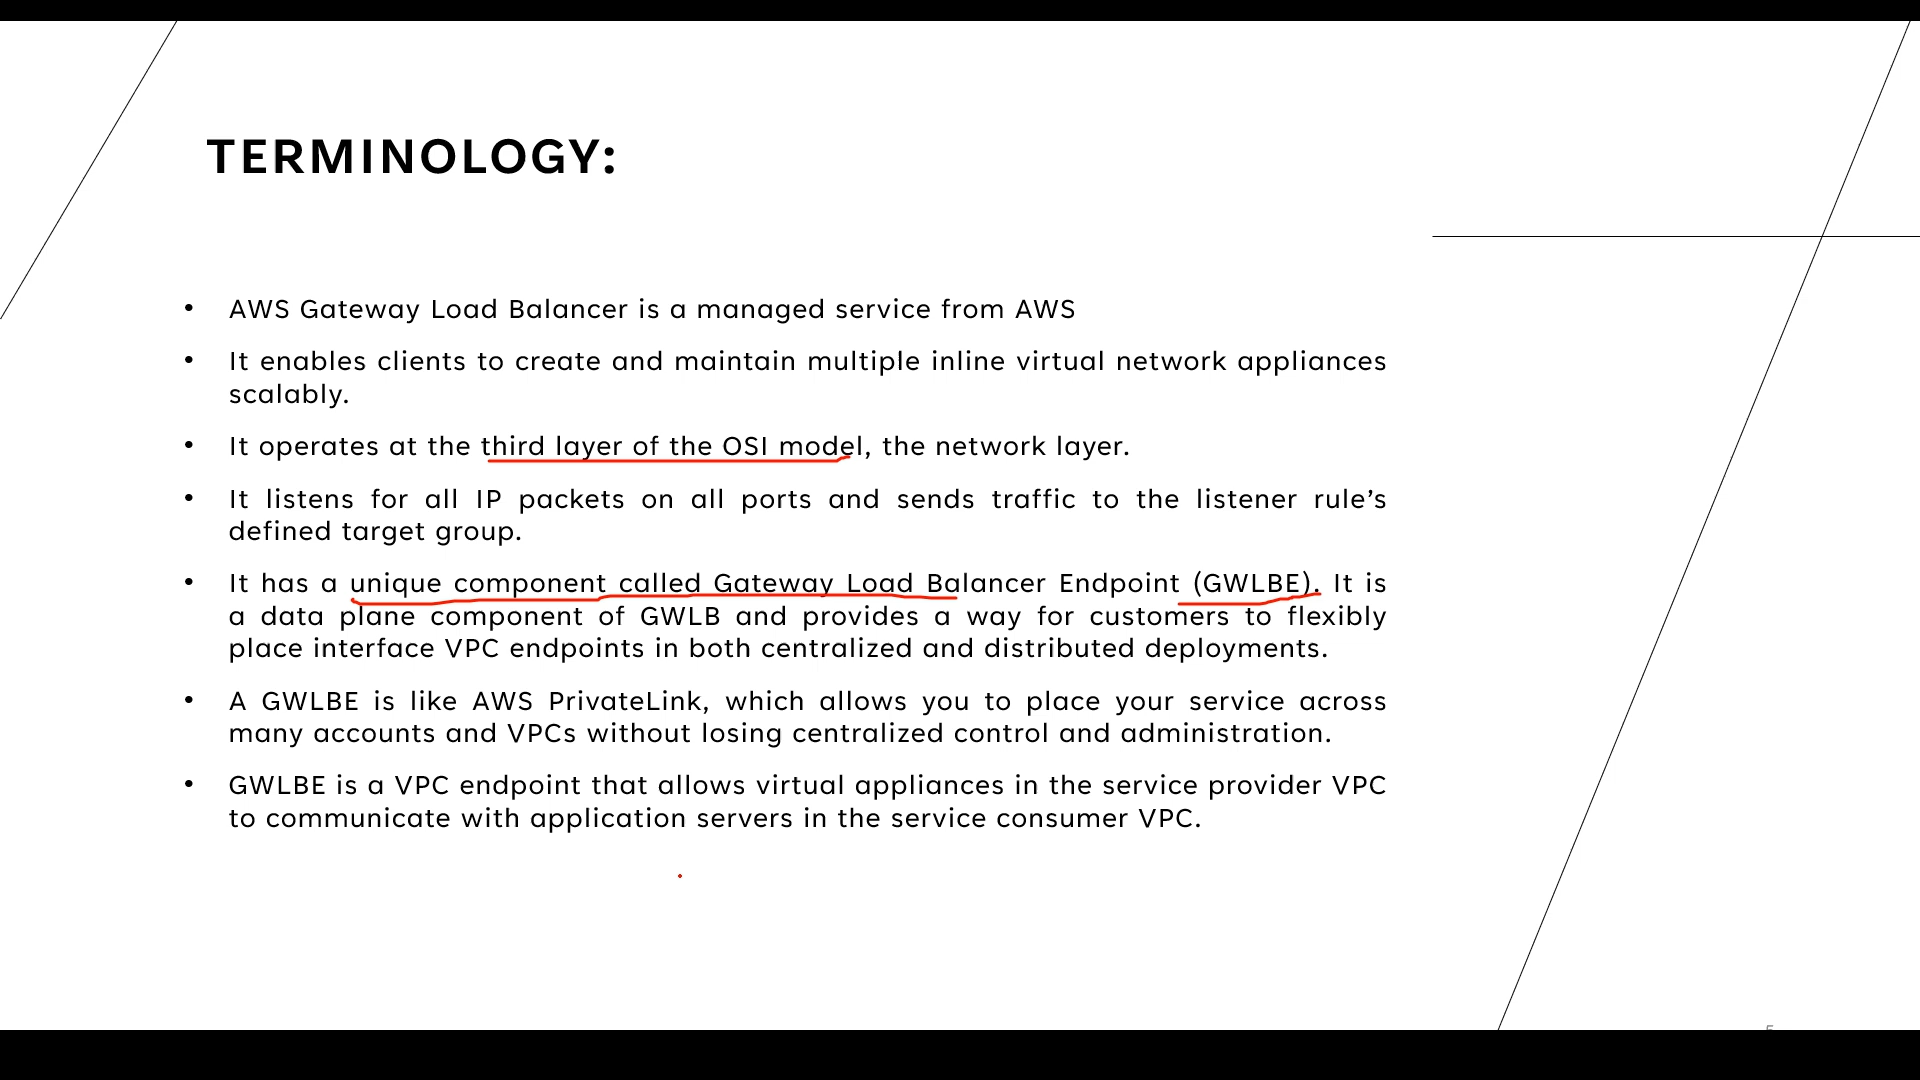 TERMINOLOGY:
• AWS Gateway Load Balancer is a managed service from AWS
• It enables clients to create and maintain multiple inline virtual network appliances
scalably.
• It operates at the third layer of the OSI model, the network layer.
• It listens for all IP packets on all ports and sends traffic to the listener rule’s
defined target group.
• It has a unique component called Gateway Load Balancer Endpoint (GWLBE). It is
a data plane component of GWLB and provides a way for customers to flexibly
place interface VPC endpoints in both centralized and distributed deployments.
• A GWLBE is like AWS PrivateLink, which allows you to place your service across
many accounts and VPCs without losing centralized control and administration.
• GWLBE is a VPC endpoint that allows virtual appliances in the service provider VPC
to communicate with application servers in the service consumer VPC.